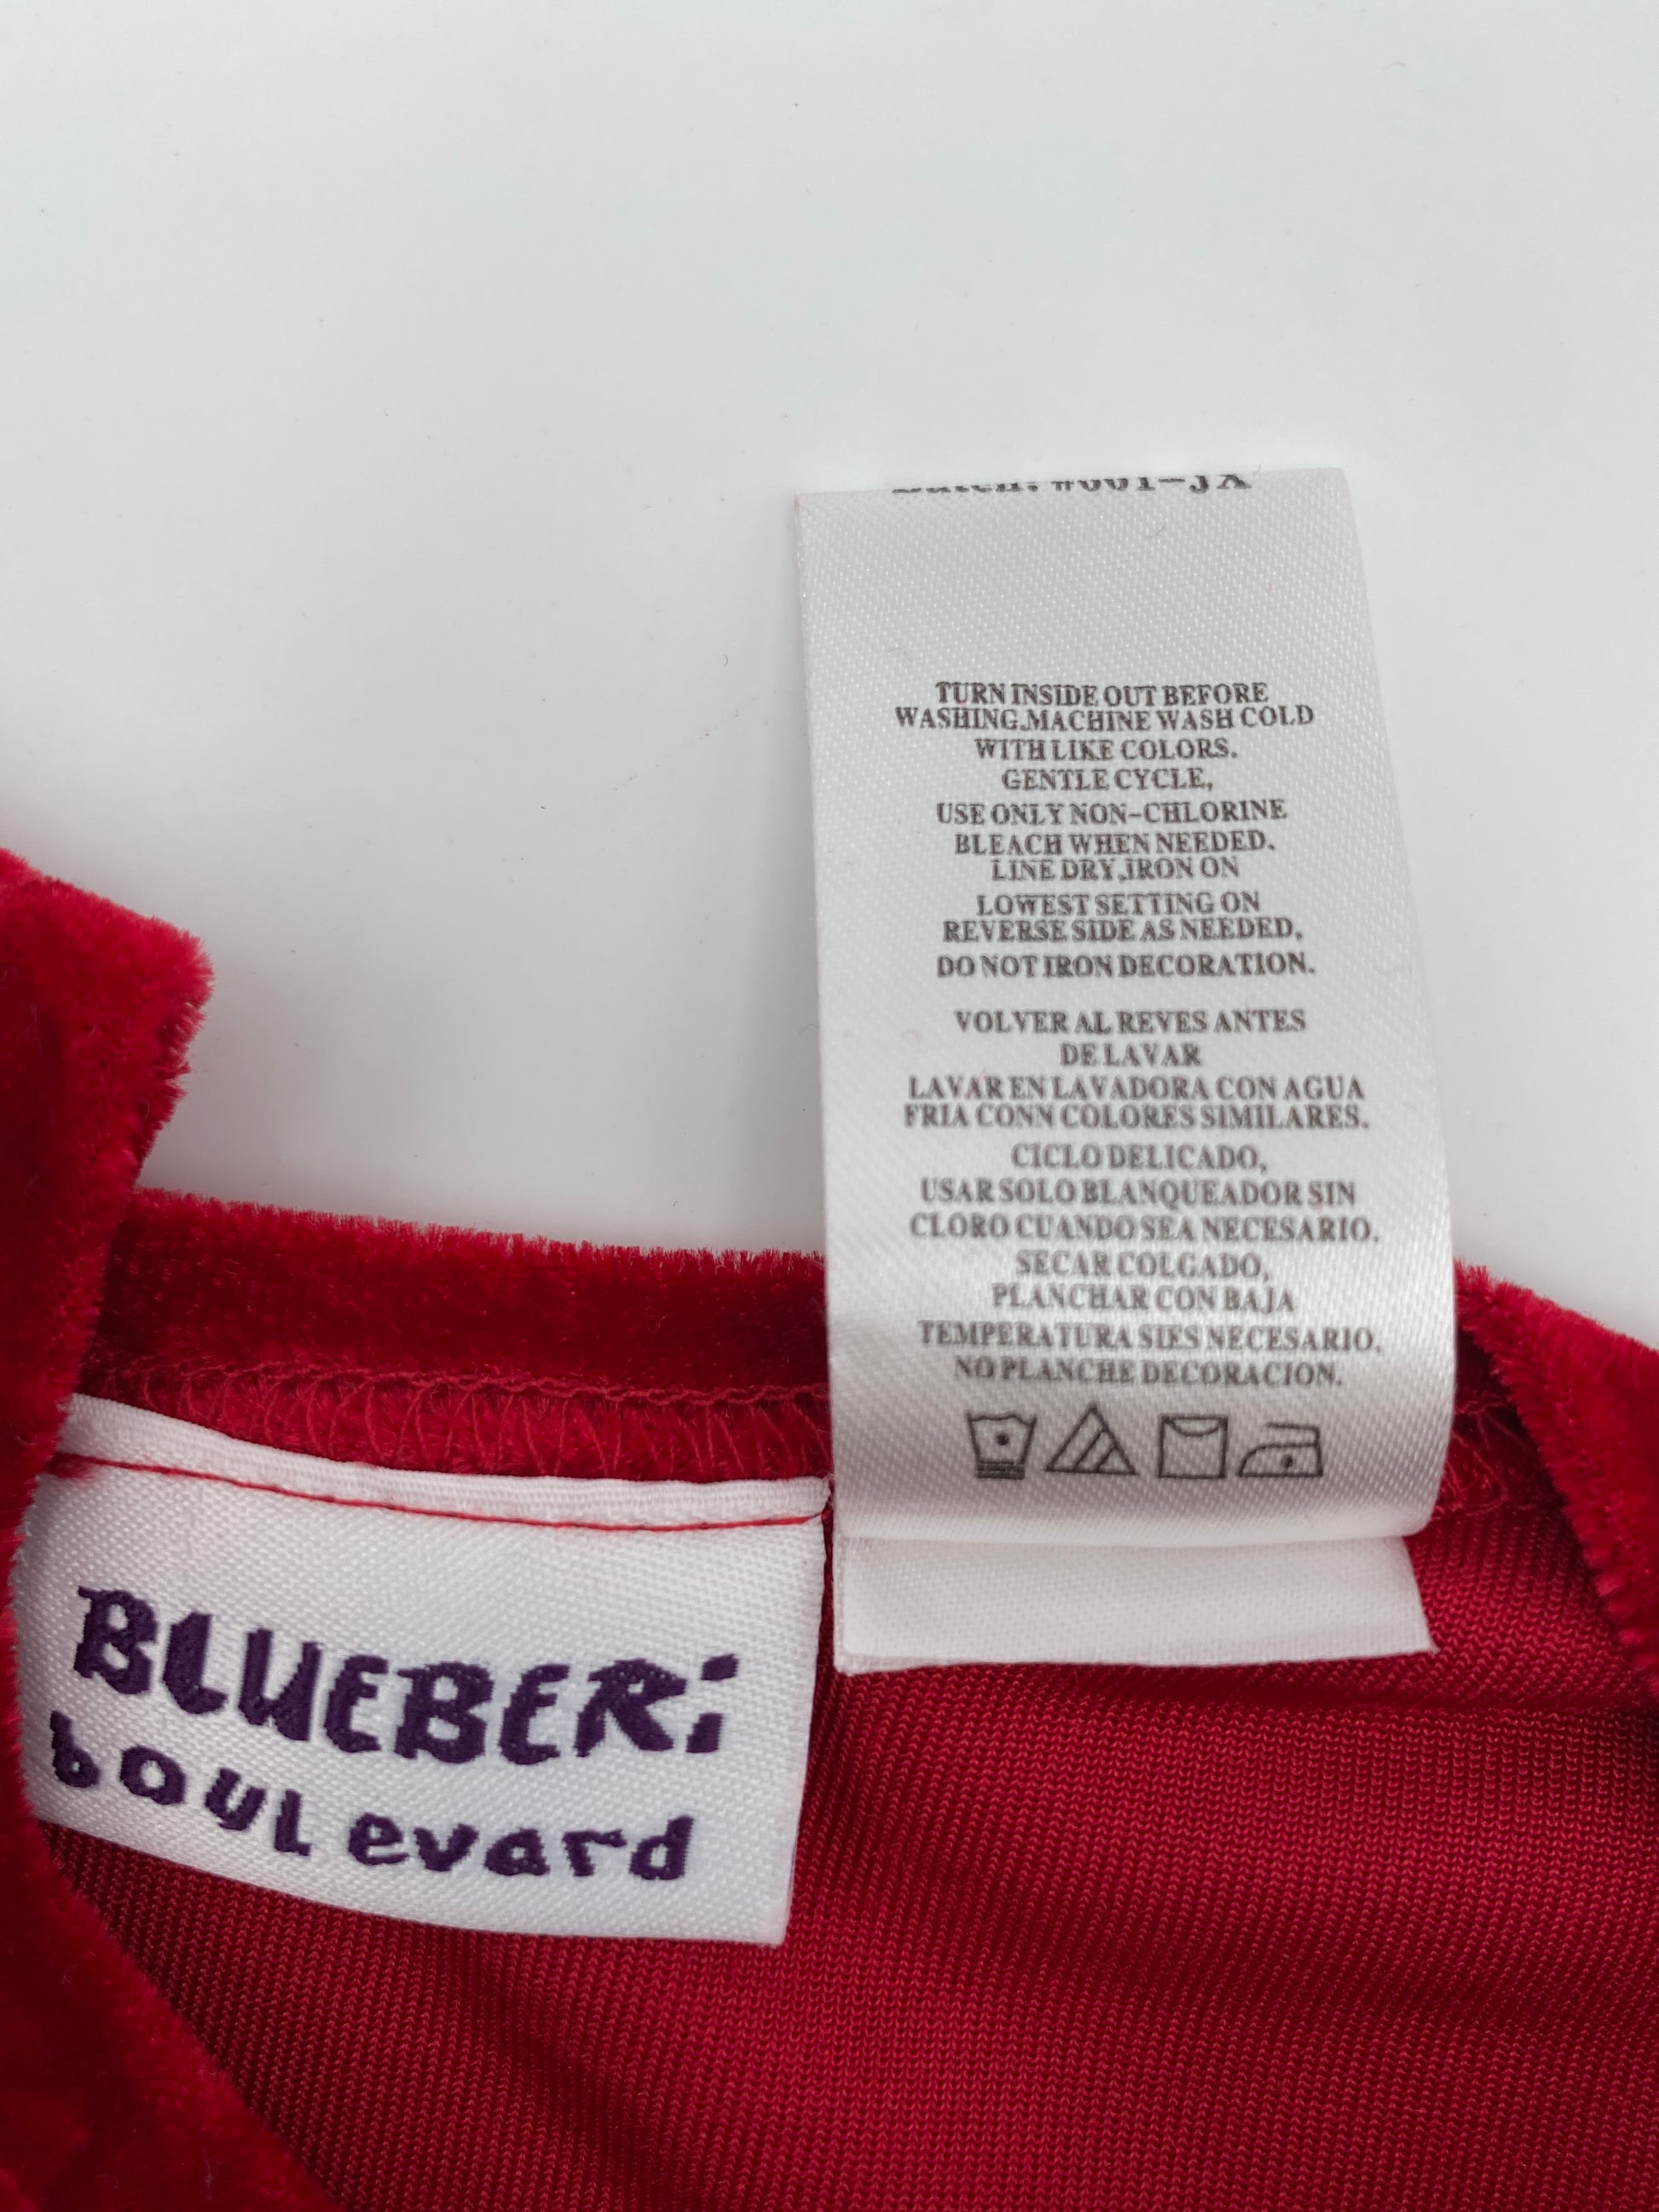 Batch: #001-JX
TURN INSIDE OUT BEFORE
WASHING.MACHINE WASH COLD
WITH LIKE COLORS.
GENTLE CYCLE,
USE ONLY NON-CHLORINE
BLEACH WHEN NEEDED.
LINE DRY,IRON ON
LOWEST SETTING ON
REVERSE SIDE AS NEEDED,
DO NOT IRON DECORATION.
VOLVER AL REVES ANTES
DE LAVAR
LAVAR EN LAVADORA CON AGUA
FRIA CONN COLORES SIMILARES.
CICLO DELICADO,
USAR SOLO BLANQUEADOR SIN
CLORO CUANDO SEA NECESARIO.
SECAR COLGADO,
PLANCHAR CON BAJA
TEMPERATURA SIES NECESARIO,
NO PLANCHE DECORACION.
BLUEBERi
boulevard